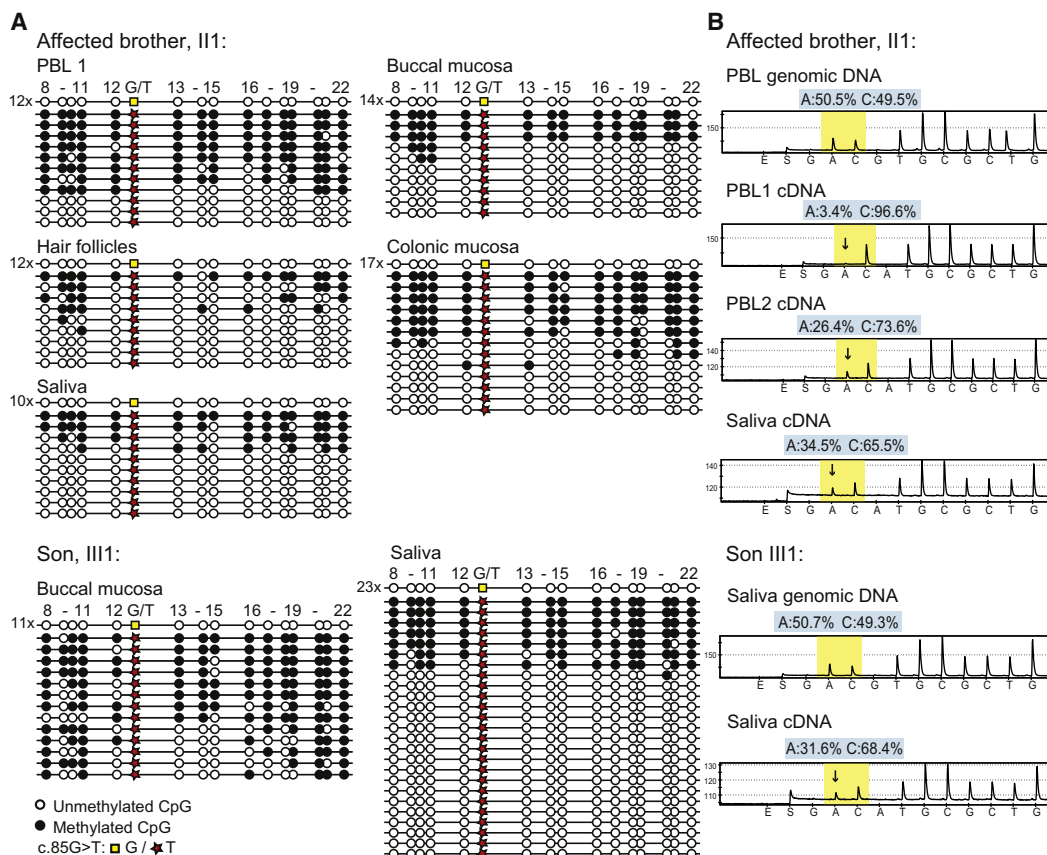 A
Affected brother, II1:
PBL 1
8 - 11 12 G/T 13 - 15 16 - 19 - 22
12x
Hair follicles
12x
Saliva
10x
Buccal mucosa
8 - 11 12 G/T 13 - 15 16 - 19 - 22
14x
Colonic mucosa
17x
Son, III1:
Buccal mucosa
8 - 11 12 G/T 13 - 15 16 - 19 - 22
11x
Saliva
8 - 11 12 G/T 13 - 15 16 - 19 - 22
23x
Unmethylated CpG
Methylated CpG
c.85G>T: G / T
B
Affected brother, II1:
PBL genomic DNA
A:50.5% C:49.5%
150
E S G A C G T G C G C T G
PBL1 cDNA
A:3.4% C:96.6%
150
E S G A C A T G C G C T G
PBL2 cDNA
A:26.4% C:73.6%
140
120
E S G A C A T G C G C T G
Saliva cDNA
A:34.5% C:65.5%
140
120
E S G A C A T G C G C T G
Son III1:
Saliva genomic DNA
A:50.7% C:49.3%
150
E S G A C G T G C G C T G
Saliva cDNA
A:31.6% C:68.4%
130
120
110
E S G A C A T G C G C T G